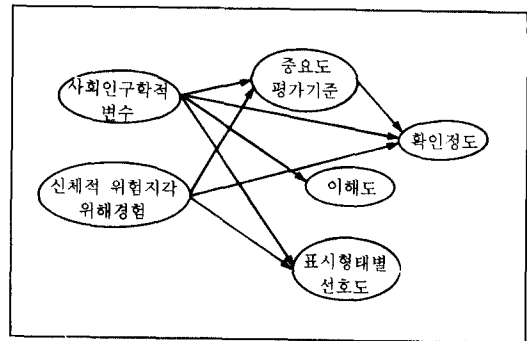 사회인구학적
변수
중요도
평가기준
확인정도
신체적 위험지각
위해경험
이해도
표시형태별
선호도